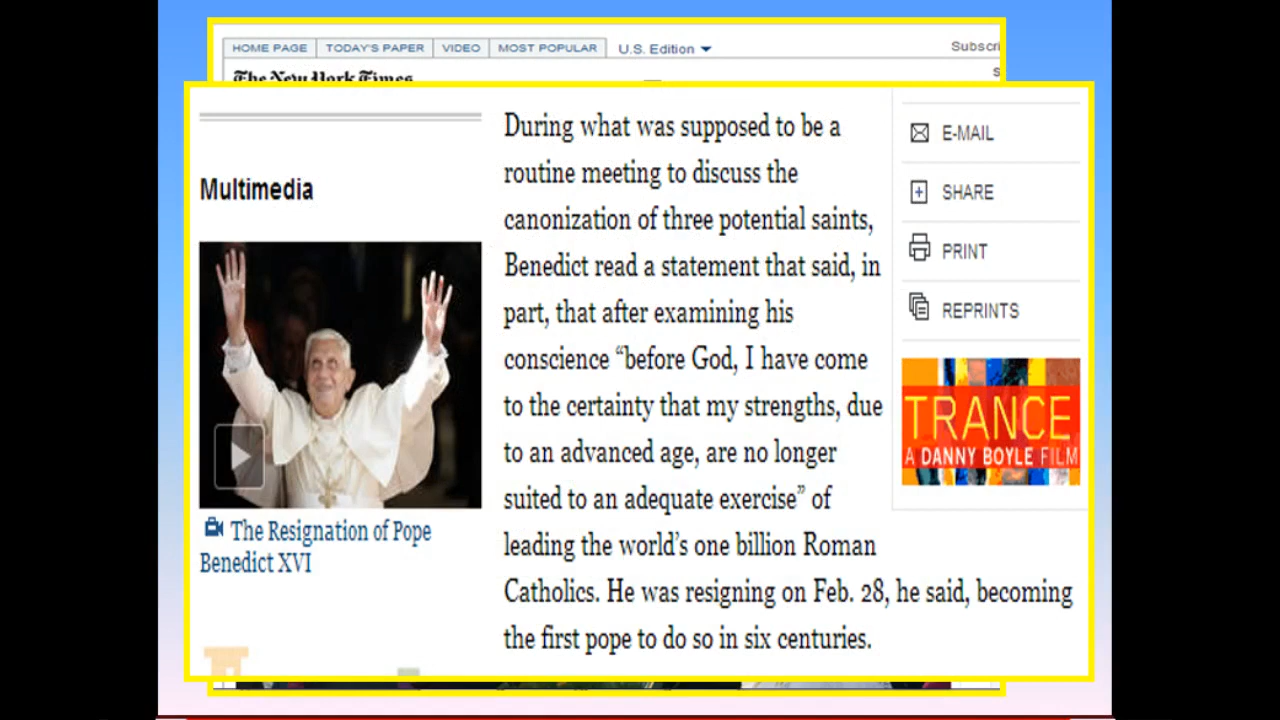 HOME PAGE TODAY'S PAPER VIDEO MOST POPULAR U.S. Edition
Subscri
The New York Times
S
Multimedia
The Resignation of Pope
Benedict XVI
During what was supposed to be a
routine meeting to discuss the
canonization of three potential saints,
Benedict read a statement that said, in
part, that after examining his
conscience “before God, I have come
to the certainty that my strengths, due
to an advanced age, are no longer
suited to an adequate exercise” of
leading the world’s one billion Roman
Catholics. He was resigning on Feb. 28, he said, becoming
the first pope to do so in six centuries.
E-MAIL
SHARE
PRINT
REPRINTS
TRANCE
A DANNY BOYLE FILM